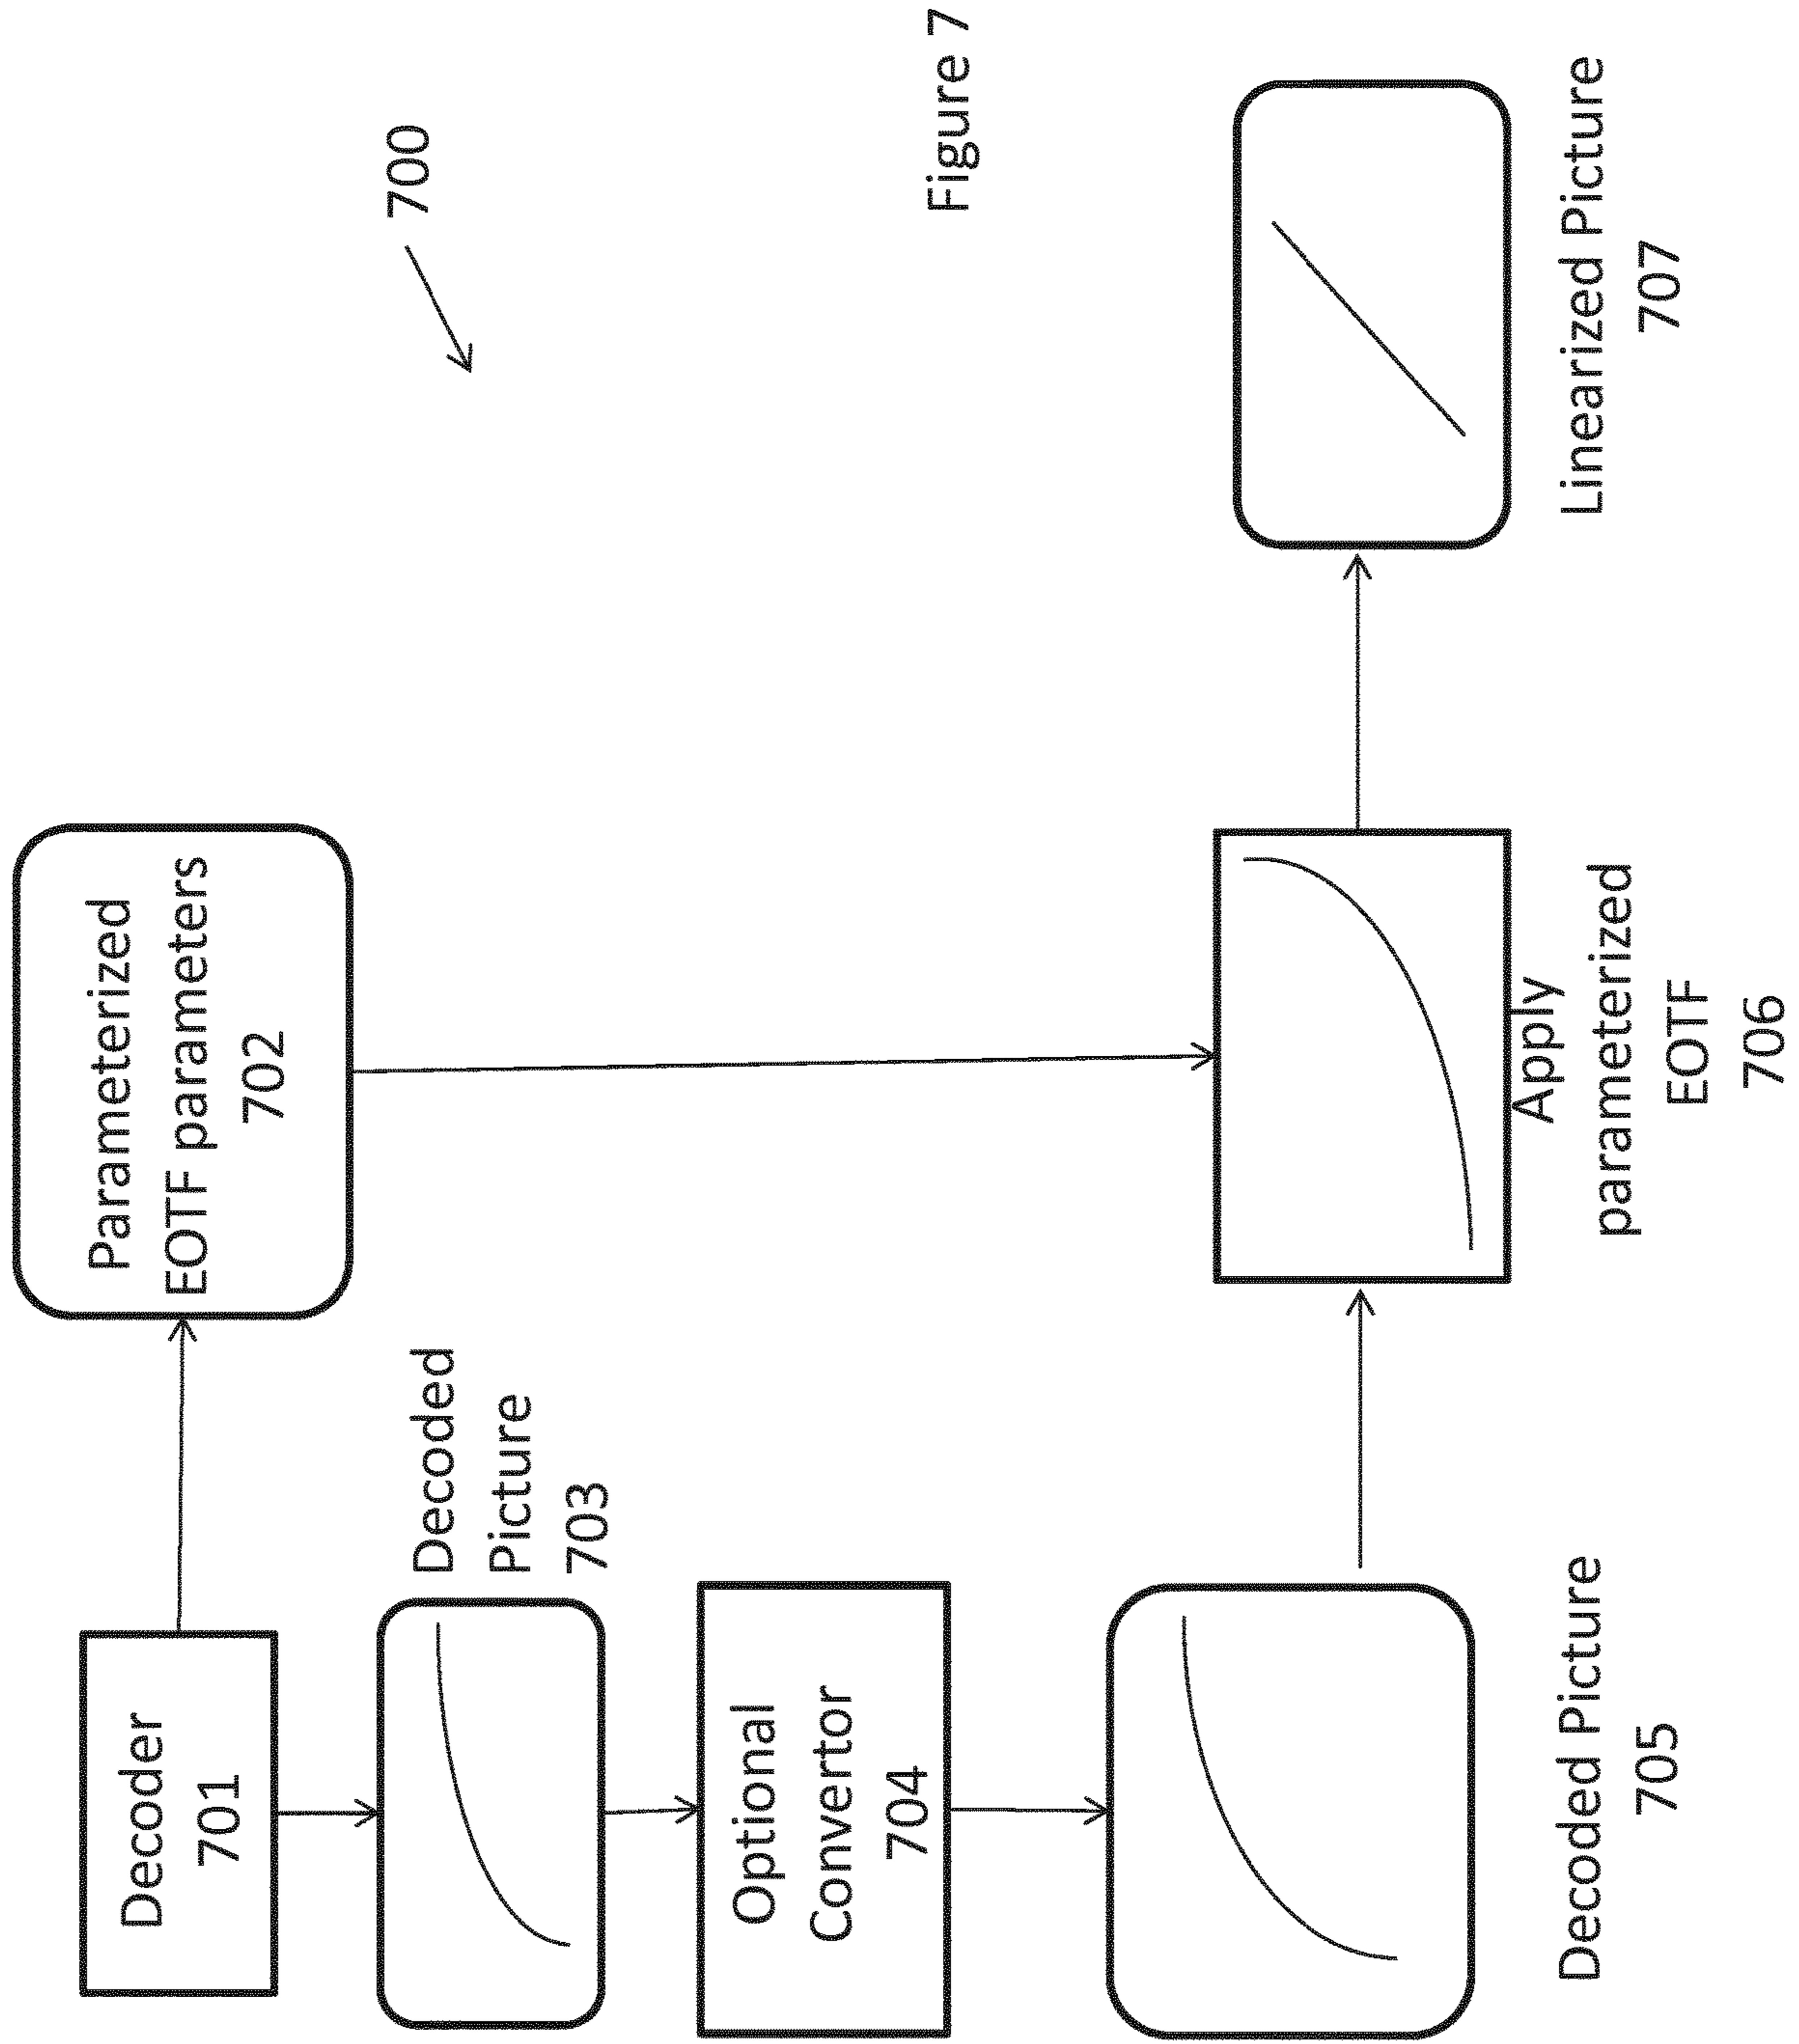 Decoder
701
Parameterized
EOTF parameters
702
700
Decoded
Picture
703
Optional
Convertor
704
Figure 7
Decoded Picture
705
Apply
parameterized
EOTF
706
Linearized Picture
707